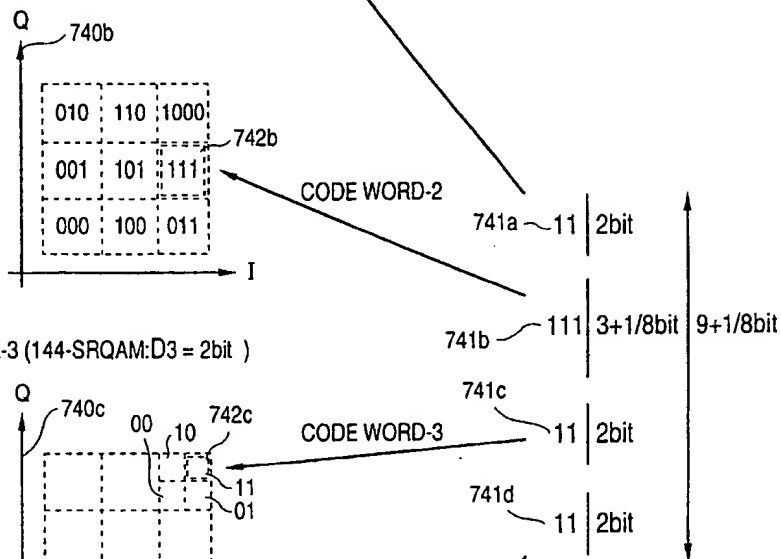 Q
740b
010 110 1000
742b
001 101 111
CODE WORD-2
000 100 011
741a 11 2bit
I
741b 111 3+1/8bit 9+1/8bit
-3 (144-SRQAM:D3 = 2bit )
Q
740c
00 10 742c
741c
CODE WORD-3
11 2bit
11
01
741d 11 2bit